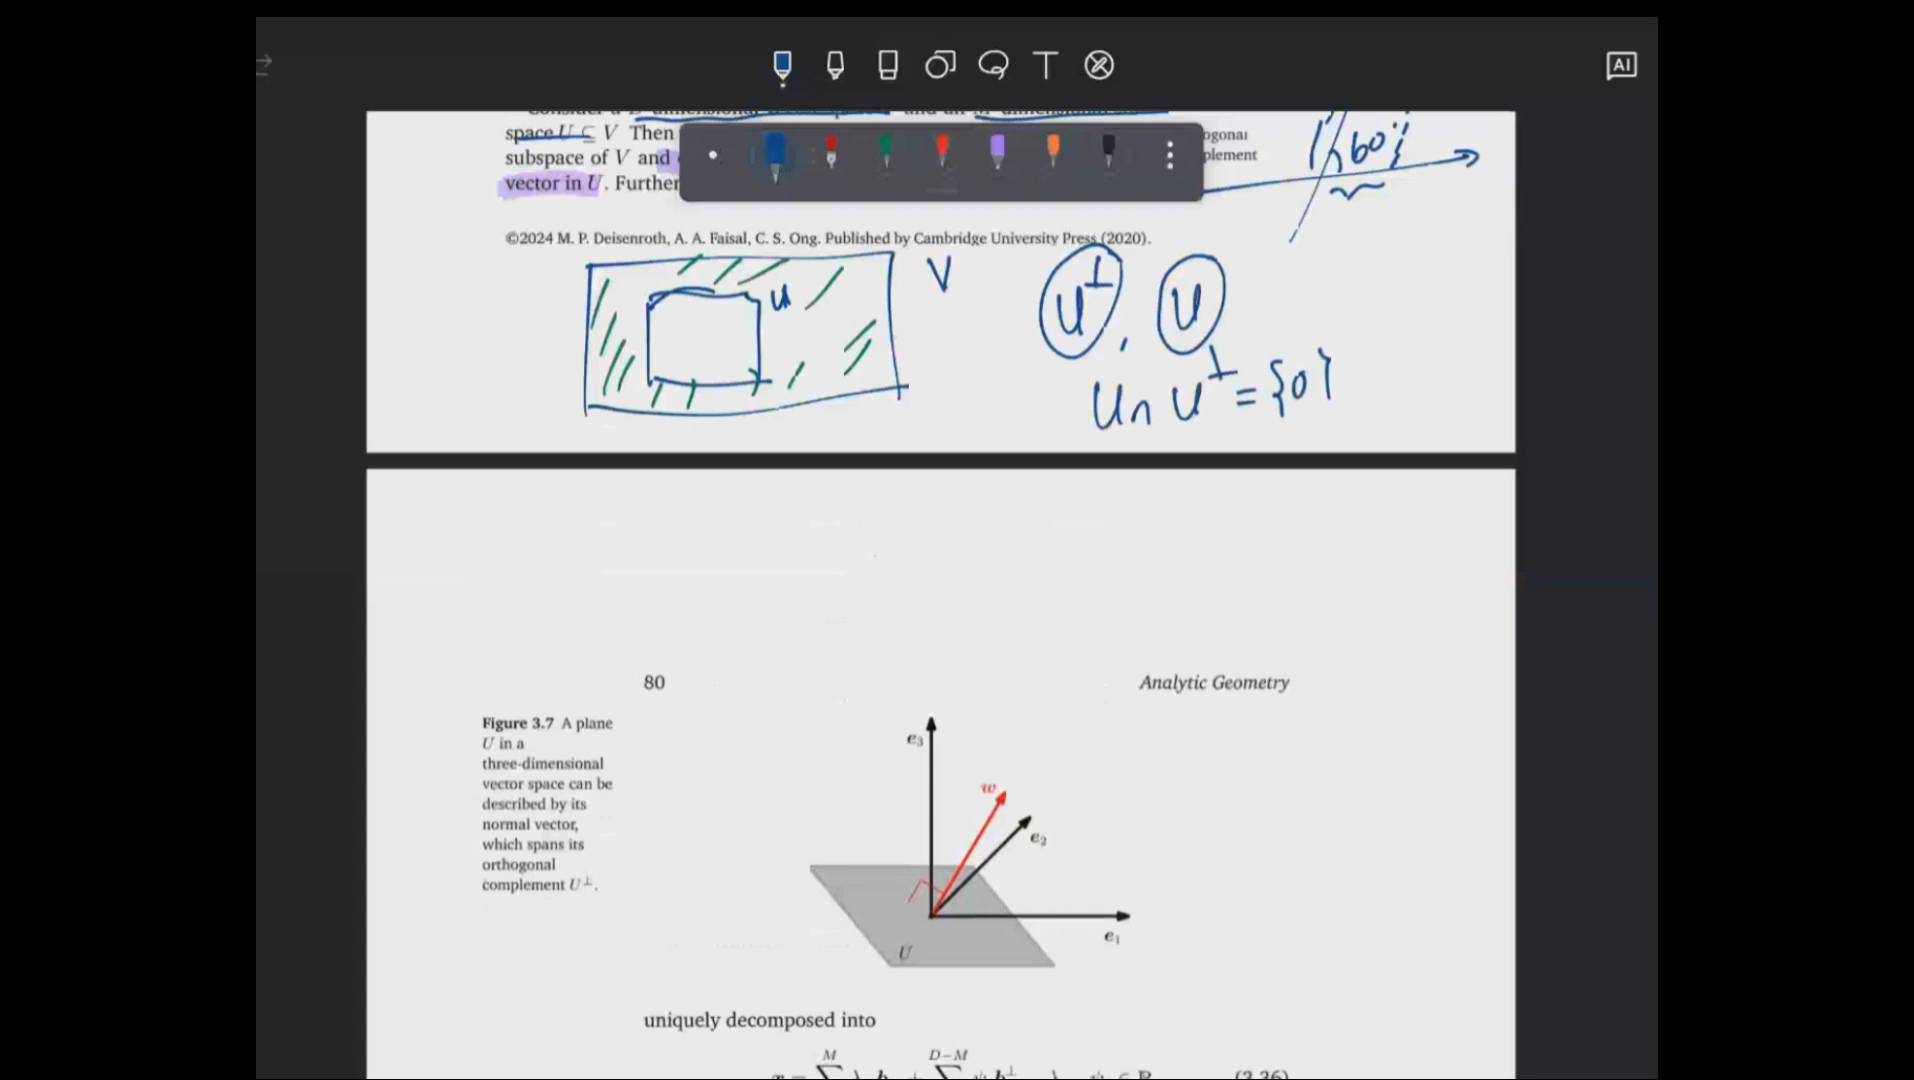 AI
space U ⊆ V Then
subspace of V and
vector in U. Further
ogonal
plement
60°
©2024 M. P. Deisenroth, A. A. Faisal, C. S. Ong. Published by Cambridge University Press (2020).
u
V
U⊥, U
U ∩ U⊥ = {0}
80
Analytic Geometry
Figure 3.7 A plane
U in a
three-dimensional
vector space can be
described by its
normal vector,
which spans its
orthogonal
complement U⊥.
e3
w
e2
e1
U
uniquely decomposed into
M
D−M